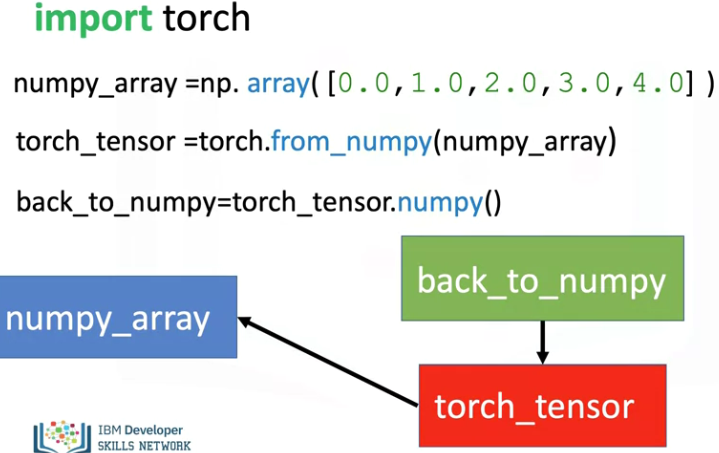 import torch
numpy_array =np. array( [0.0,1.0,2.0,3.0,4.0] )
torch_tensor =torch.from_numpy(numpy_array)
back_to_numpy=torch_tensor.numpy()
back_to_numpy
numpy_array
torch_tensor
IBM Developer
SKILLS NETWORK